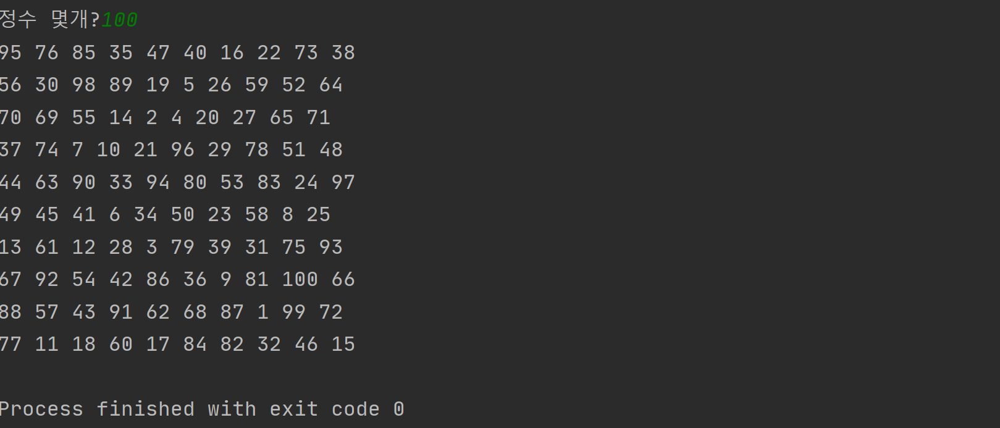 정수 몇개?100
95 76 85 35 47 40 16 22 73 38
56 30 98 89 19 5 26 59 52 64
70 69 55 14 2 4 20 27 65 71
37 74 7 10 21 96 29 78 51 48
44 63 90 33 94 80 53 83 24 97
49 45 41 6 34 50 23 58 8 25
13 61 12 28 3 79 39 31 75 93
67 92 54 42 86 36 9 81 100 66
88 57 43 91 62 68 87 1 99 72
77 11 18 60 17 84 82 32 46 15
Process finished with exit code 0